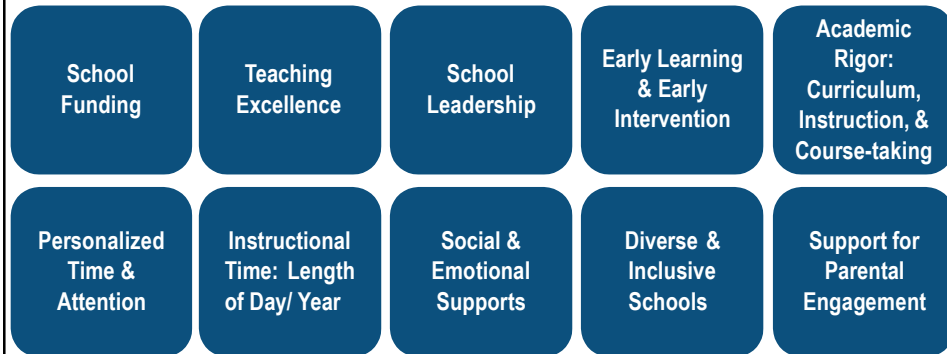 School
Funding
Teaching
Excellence
School
Leadership
Early Learning
& Early
Intervention
Academic
Rigor:
Curriculum,
Instruction, &
Course-taking
Personalized
Time &
Attention
Instructional
Time: Length
of Day/ Year
Social &
Emotional
Supports
Diverse &
Inclusive
Schools
Support for
Parental
Engagement